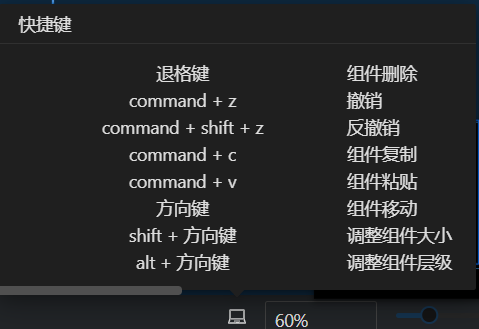 快捷键
退格键 组件删除
command + z 撤销
command + shift + z 反撤销
command + c 组件复制
command + v 组件粘贴
方向键 组件移动
shift + 方向键 调整组件大小
alt + 方向键 调整组件层级
60%